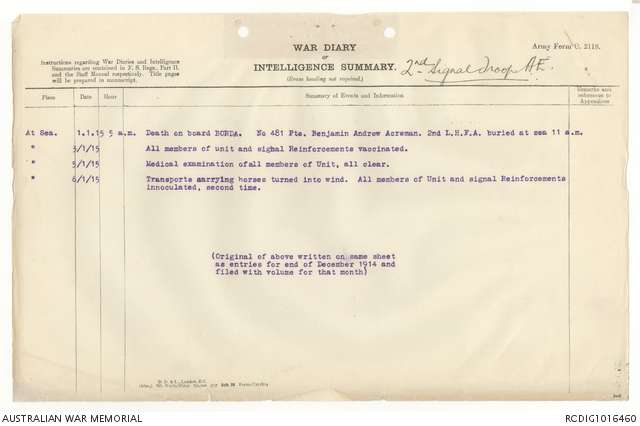 WAR DIARY
or
INTELLIGENCE SUMMARY.
(Erase heading not required.)
Army Form C. 2118.
Instructions regarding War Diaries and Intelligence
Summaries are contained in F. S. Regs., Part II.
and the Staff Manual respectively. Title pages
will be prepared in manuscript.
2nd Signal Troop A.E.
Place Date Hour Summary of Events and Information Remarks and references to Appendices
At Sea. 1.1.15 5 a.m. Death on board BORDA. No 481 Pte. Benjamin Andrew Acreman. 2nd L.H.F.A. buried at sea 11 a.m.
" 3/1/15 All members of unit and signal Reinforcements vaccinated.
" 5/1/15 Medical examination of all members of Unit, all clear.
" 6/1/15 Transports carrying horses turned into wind. All members of Unit and signal Reinforcements
innoculated, second time.
(Original of above written on same sheet
as entries for end of December 1914 and
filed with volume for that month)
AUSTRALIAN WAR MEMORIAL
RCDIG1016460